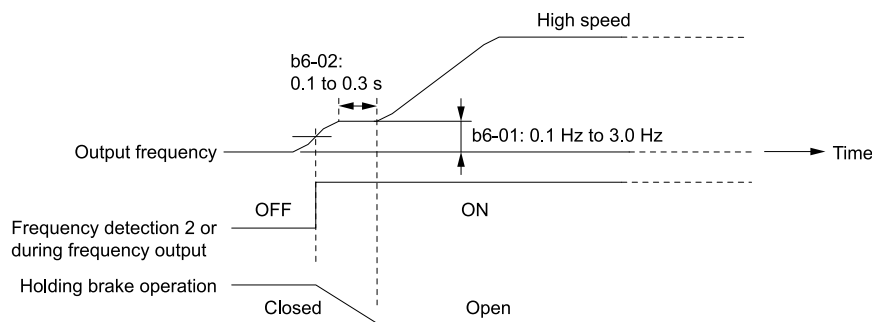 High speed
b6-02:
0.1 to 0.3 s
b6-01: 0.1 Hz to 3.0 Hz
Output frequency
Time
OFF
ON
Frequency detection 2 or
during frequency output
Holding brake operation
Closed
Open